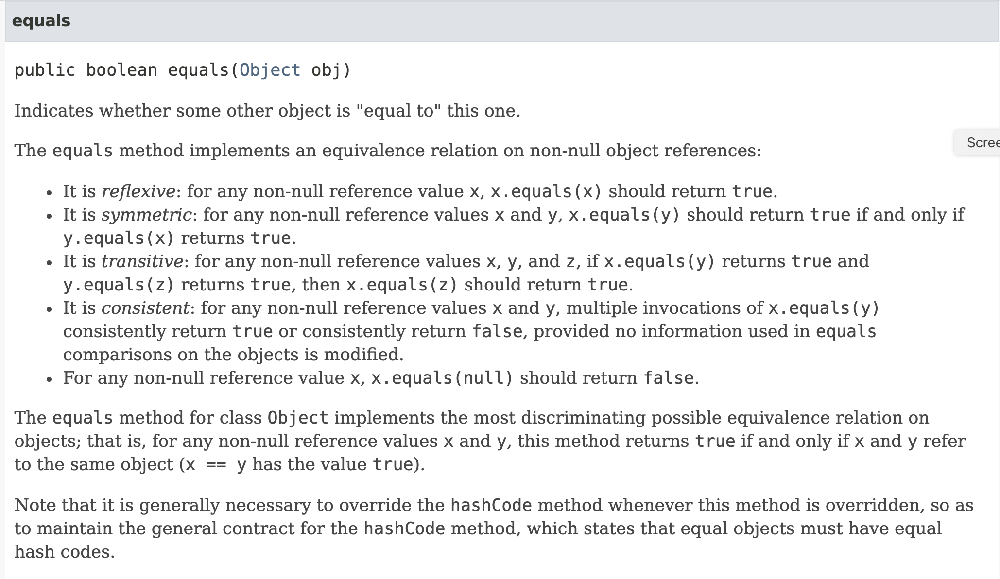 equals
public boolean equals(Object obj)
Indicates whether some other object is "equal to" this one.
The equals method implements an equivalence relation on non-null object references:
Scree
• It is reflexive: for any non-null reference value x, x.equals(x) should return true.
• It is symmetric: for any non-null reference values x and y, x.equals(y) should return true if and only if
y.equals(x) returns true.
• It is transitive: for any non-null reference values x, y, and z, if x.equals(y) returns true and
y.equals(z) returns true, then x.equals(z) should return true.
• It is consistent: for any non-null reference values x and y, multiple invocations of x.equals(y)
consistently return true or consistently return false, provided no information used in equals
comparisons on the objects is modified.
• For any non-null reference value x, x.equals(null) should return false.
The equals method for class Object implements the most discriminating possible equivalence relation on
objects; that is, for any non-null reference values x and y, this method returns true if and only if x and y refer
to the same object (x == y has the value true).
Note that it is generally necessary to override the hashCode method whenever this method is overridden, so as
to maintain the general contract for the hashCode method, which states that equal objects must have equal
hash codes.